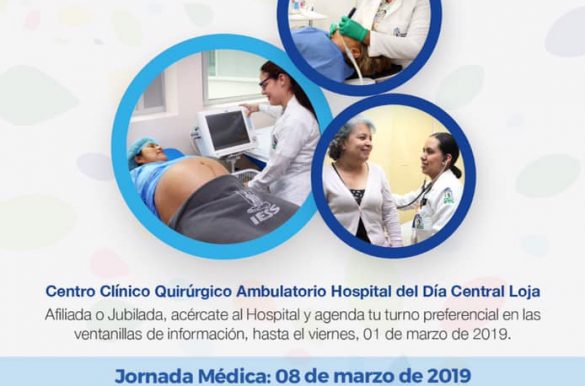 IESS
Centro Clínico Quirúrgico Ambulatorio Hospital del Día Central Loja
Afiliada o Jubilada, acércate al Hospital y agenda tu turno preferencial en las
ventanillas de información, hasta el viernes, 01 de marzo de 2019.
Jornada Médica: 08 de marzo de 2019